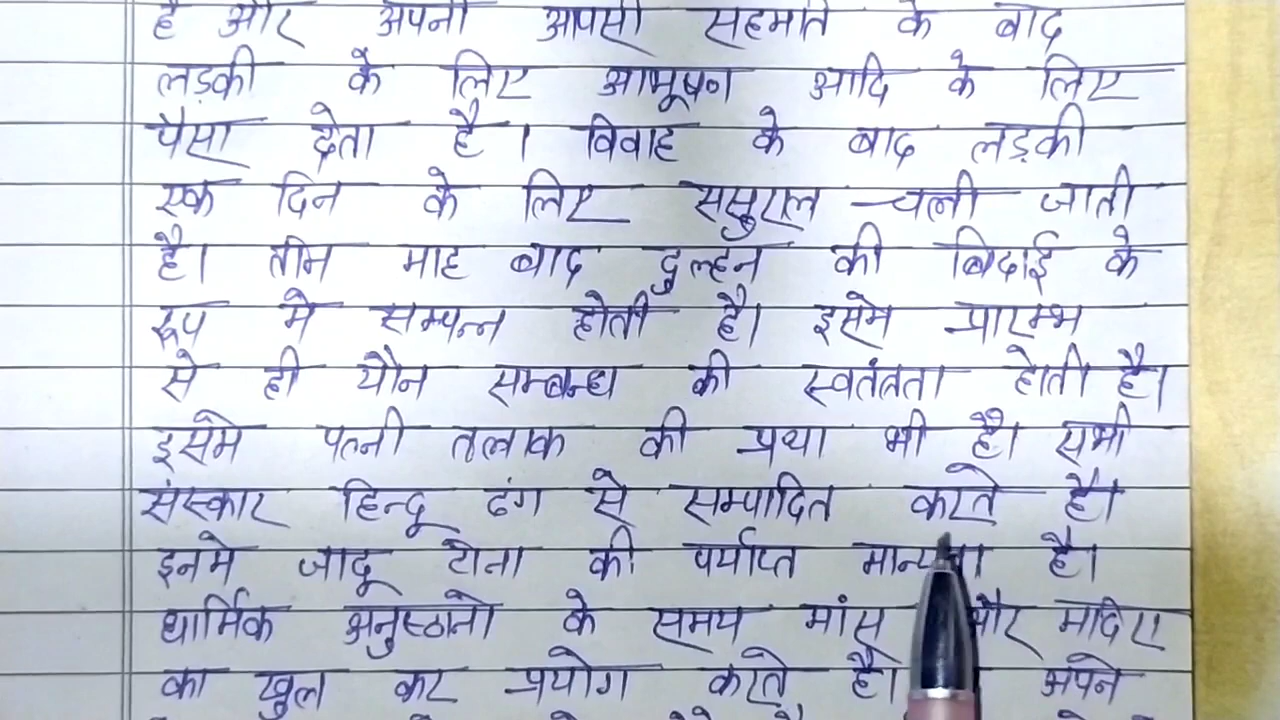 है और अपनी आपसी सहमति के बाद
लड़की के लिए आभूषण आदि के लिए
पैसा देता है । विवाह के बाद लड़की
एक दिन के लिए ससुराल चली जाती
है। तीन माह बाद दुल्हन की बिदाई के
रूप मे सम्पन्न होती है। इसमे प्रारम्भ
से ही यौन सम्बन्ध की स्वतंत्रता होती है।
इसमे पत्नी तलाक की प्रथा भी है। सभी
संस्कार हिन्दू ढंग से सम्पादित करते है।
इनमे जादू टोना की पर्याप्त मान्यता है।
धार्मिक अनुष्ठानो के समय मांस और मदिरा
का खुल कर प्रयोग करते है। अपने